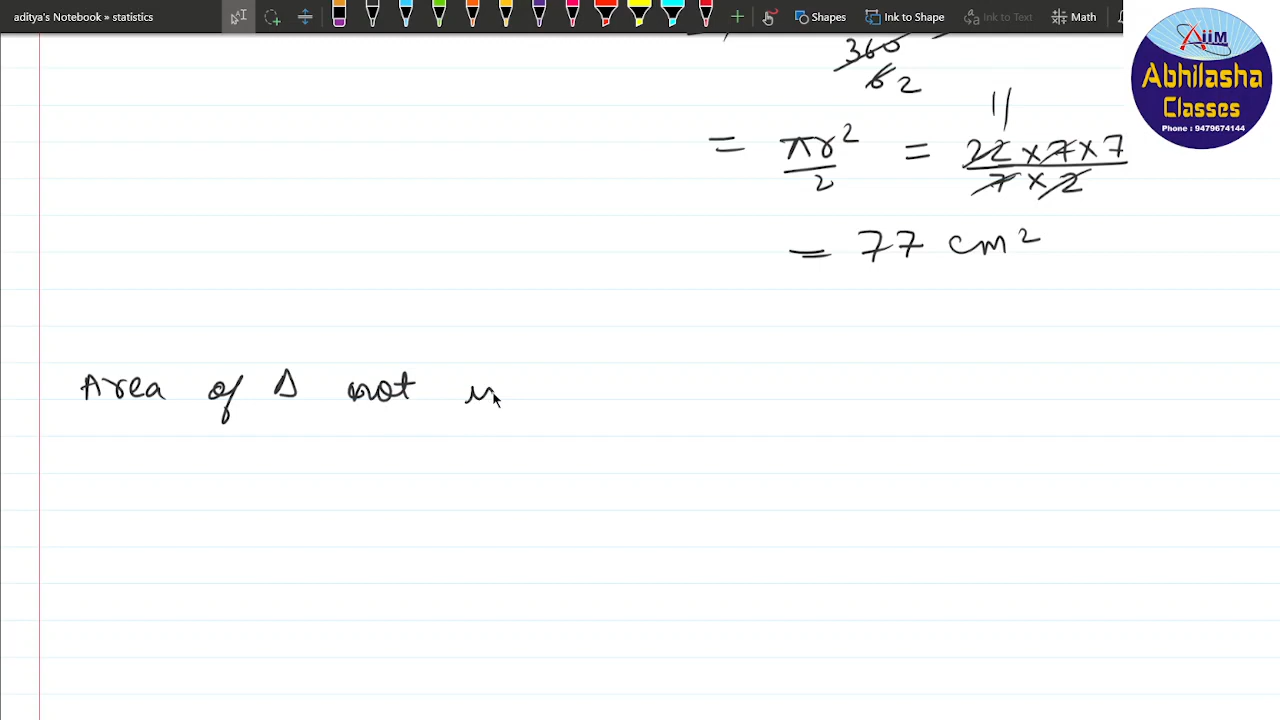 aditya's Notebook » statistics
Shapes
Ink to Shape
Ink to Text
Math
AIIM
Abhilasha
Classes
Phone : 9479674144
360
6 2
11
= πr² / 2 = 22 × 7 × 7 / 7 × 2
= 77 cm²
Area of Δ not